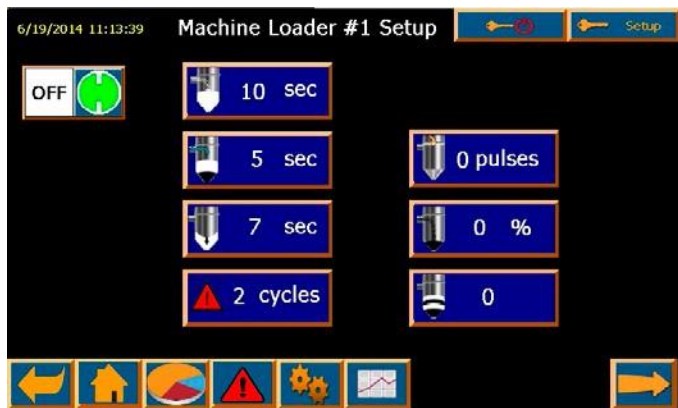 6/19/2014 11:13:39 Machine Loader #1 Setup Setup
OFF
10 sec
5 sec
0 pulses
7 sec
0 %
2 cycles
0